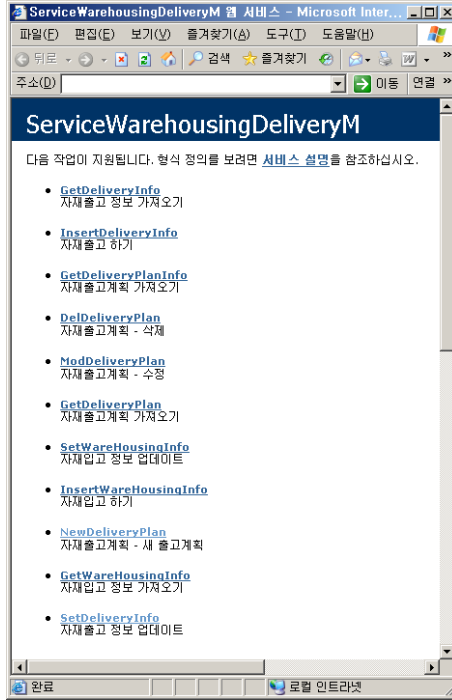 ServiceWarehousingDeliveryM 웹 서비스 - Microsoft Inter...
파일(F) 편집(E) 보기(V) 즐겨찾기(A) 도구(T) 도움말(H)
뒤로 검색 즐겨찾기
주소(D) 이동 연결
ServiceWarehousingDeliveryM
다음 작업이 지원됩니다. 형식 정의를 보려면 서비스 설명을 참조하십시오.
GetDeliveryInfo
자재출고 정보 가져오기
InsertDeliveryInfo
자재출고 하기
GetDeliveryPlanInfo
자재출고계획 가져오기
DelDeliveryPlan
자재출고계획 - 삭제
ModDeliveryPlan
자재출고계획 - 수정
GetDeliveryPlan
자재출고계획 가져오기
SetWareHousingInfo
자재입고 정보 업데이트
InsertWareHousingInfo
자재입고 하기
NewDeliveryPlan
자재출고계획 - 새 출고계획
GetWareHousingInfo
자재입고 정보 가져오기
SetDeliveryInfo
자재출고 정보 업데이트
완료 로컬 인트라넷